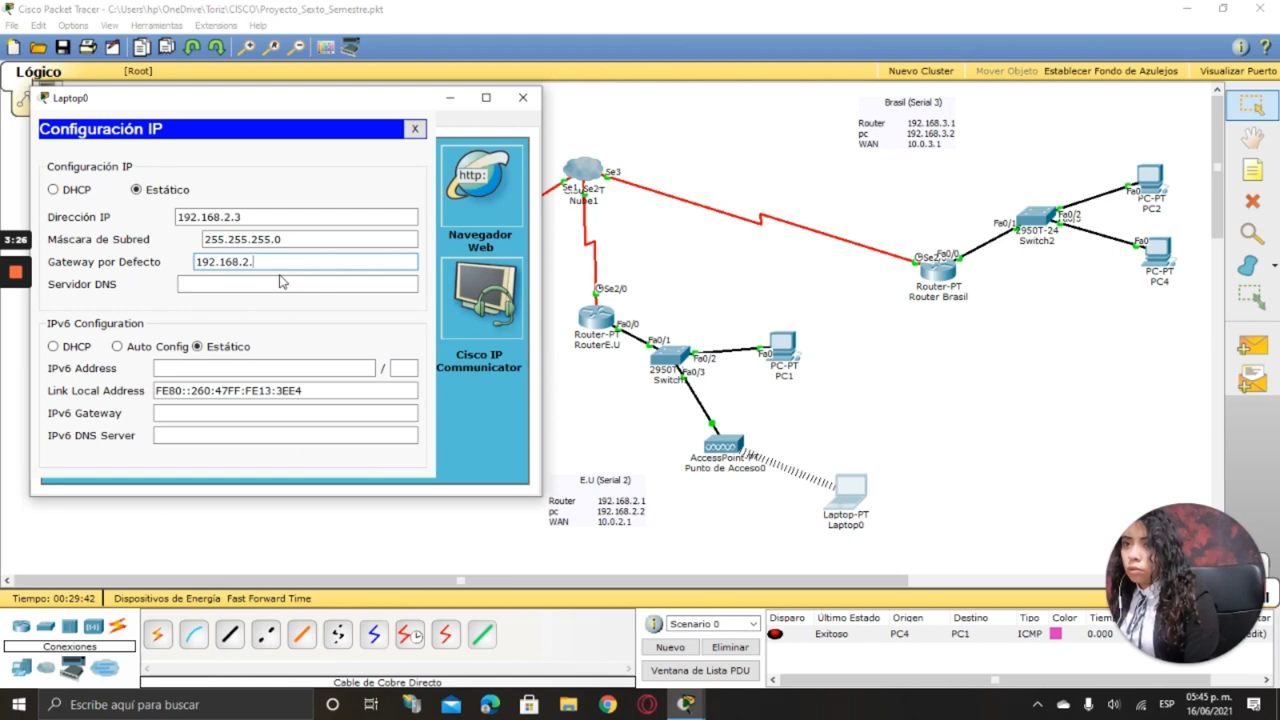 Cisco Packet Tracer - C:\Users\hp\OneDrive\Toriz\CISCO\Proyecto_Sexto_Semestre.pkt
File Edit Options View Herramientas Extensions Help
Lógico [Root] Nuevo Cluster Mover Objeto Establecer Fondo de Azulejos Visualizar Puerto
Laptop0
Configuración IP X
Configuración IP
DHCP Estático
Dirección IP 192.168.2.3
Máscara de Subred 255.255.255.0
3:26
Gateway por Defecto 192.168.2.
Servidor DNS
IPv6 Configuration
DHCP Auto Config Estático
IPv6 Address /
Link Local Address FE80::260:47FF:FE13:3EE4
IPv6 Gateway
IPv6 DNS Server
http:
Navegador
Web
Cisco IP
Communicator
Brasil (Serial 3)
Router 192.168.3.1
pc 192.168.3.2
WAN 10.0.3.1
Se3
Se1 Se2
Nube1
Se2/0
Fa0/0
Router-PT
RouterE.U
Fa0/1
Fa0/2
Fa0/3
2950T
Switch
Fa0
PC-PT
PC1
AccessPoint-PT
Punto de Acceso0
Laptop-PT
Laptop0
E.U (Serial 2)
Router 192.168.2.1
pc 192.168.2.2
WAN 10.0.2.1
Se2/
Fa0/0
Router-PT
Router Brasil
Fa0/1
Fa0/2
2950T-24
Switch2
Fa0
PC-PT
PC2
Fa0
PC-PT
PC4
Tiempo: 00:29:42 Dispositivos de Energía Fast Forward Time
Conexiones
Cable de Cobre Directo
Scenario 0
Nuevo Eliminar
Ventana de Lista PDU
Disparo Último Estado Origen Destino Tipo Color Tiem
Exitoso PC4 PC1 ICMP 0.000
Escribe aquí para buscar
ESP
05:45 p. m.
16/06/2021